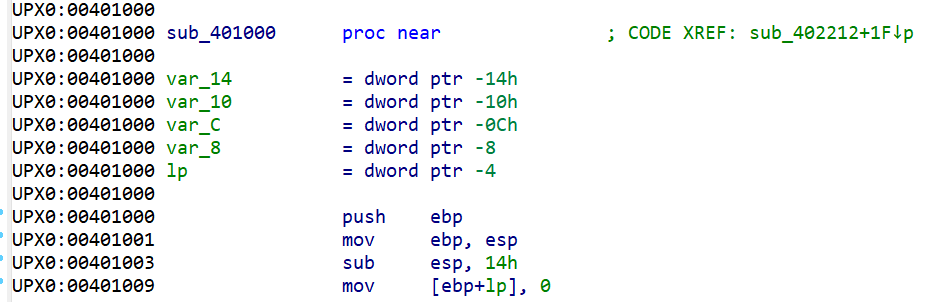 UPX0:00401000
UPX0:00401000 sub_401000 proc near ; CODE XREF: sub_402212+1F↓p
UPX0:00401000
UPX0:00401000 var_14 = dword ptr -14h
UPX0:00401000 var_10 = dword ptr -10h
UPX0:00401000 var_C = dword ptr -0Ch
UPX0:00401000 var_8 = dword ptr -8
UPX0:00401000 lp = dword ptr -4
UPX0:00401000
UPX0:00401000 push ebp
UPX0:00401001 mov ebp, esp
UPX0:00401003 sub esp, 14h
UPX0:00401009 mov [ebp+lp], 0